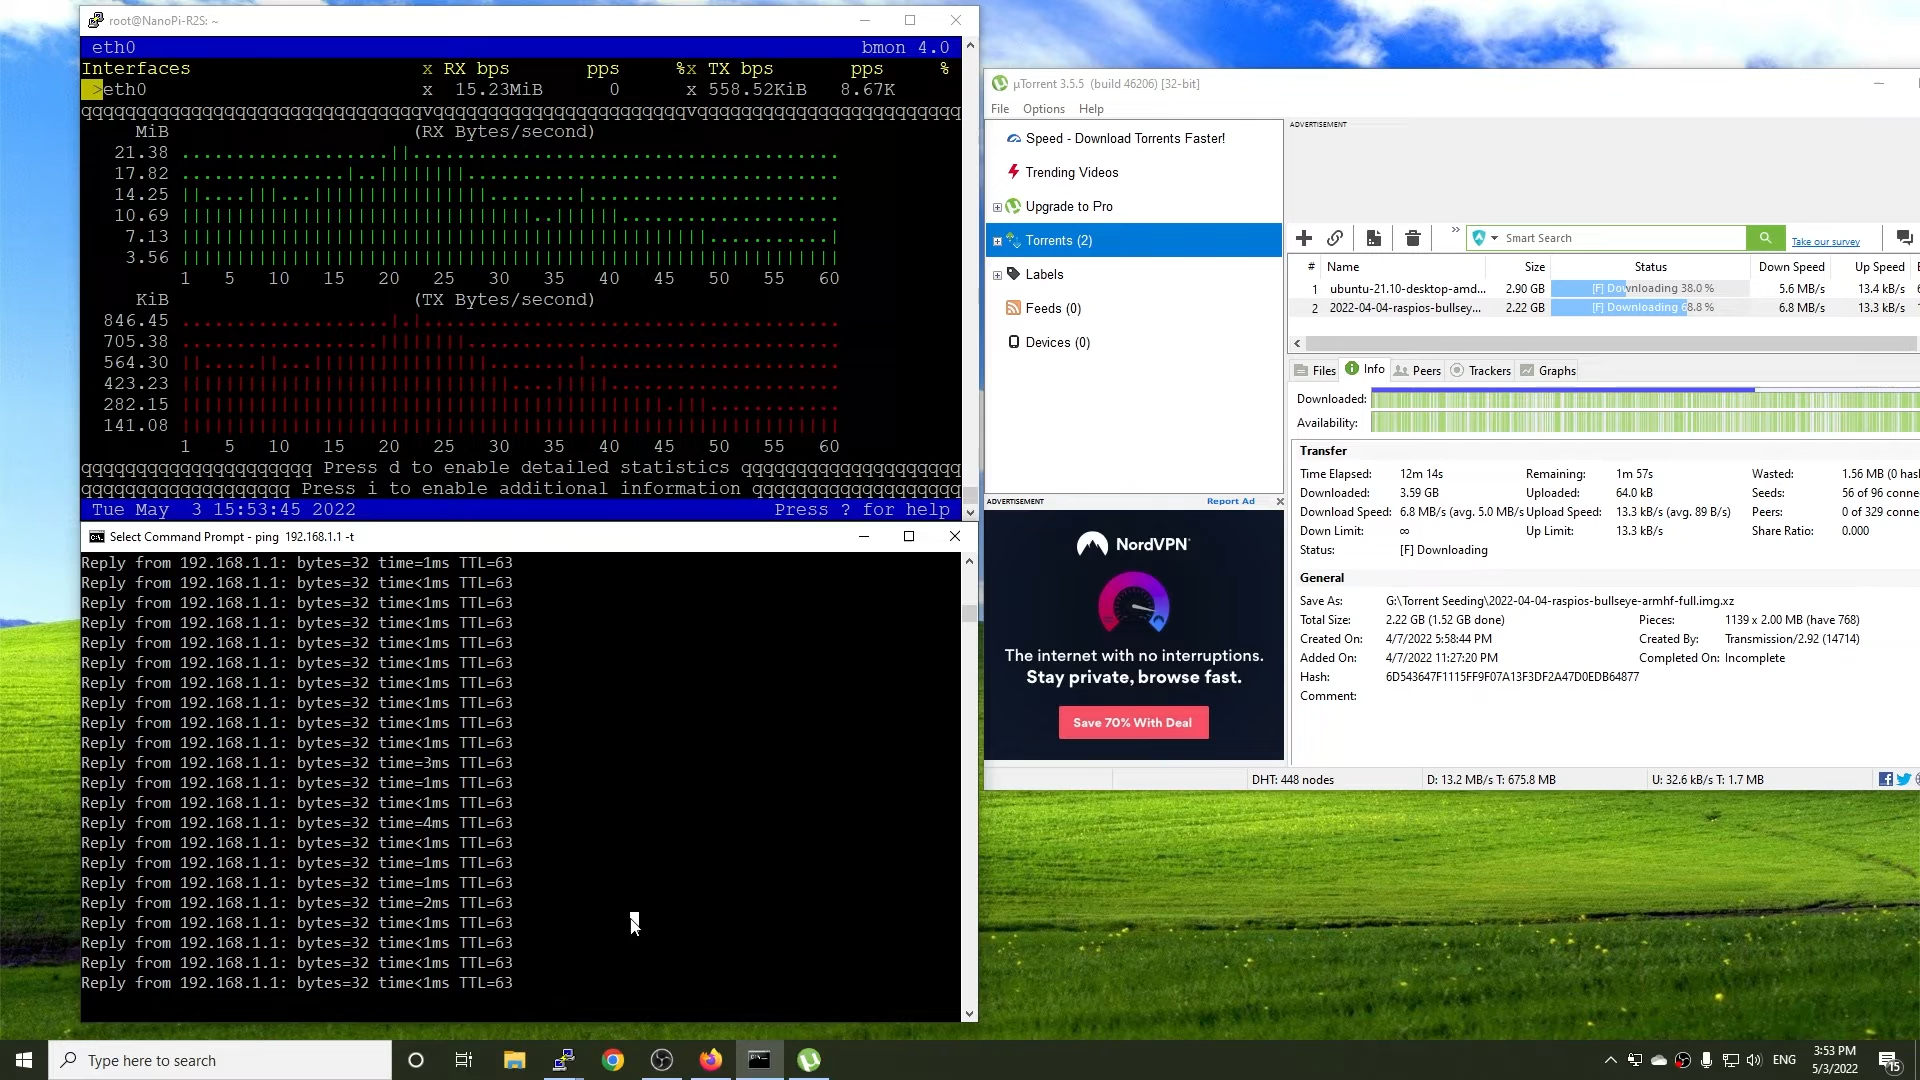 root@NanoPi-R2S: ~
eth0 bmon 4.0
Interfaces x RX bps pps %x TX bps pps %
>eth0 x 15.23MiB 0 x 558.52KiB 8.67K
MiB (RX Bytes/second)
21.38
17.82
14.25
10.69
7.13
3.56
1 5 10 15 20 25 30 35 40 45 50 55 60
KiB (TX Bytes/second)
846.45
705.38
564.30
423.23
282.15
141.08
1 5 10 15 20 25 30 35 40 45 50 55 60
qqqqqqqqqqqqqqqqqqqqq Press d to enable detailed statistics qqqqqqqqqqqqqqqqqqqq
qqqqqqqqqqqqqqqqqqq Press i to enable additional information qqqqqqqqqqqqqqqqqqq
Tue May 3 15:53:45 2022 Press ? for help
Select Command Prompt - ping 192.168.1.1 -t
Reply from 192.168.1.1: bytes=32 time=1ms TTL=63
Reply from 192.168.1.1: bytes=32 time<1ms TTL=63
Reply from 192.168.1.1: bytes=32 time<1ms TTL=63
Reply from 192.168.1.1: bytes=32 time<1ms TTL=63
Reply from 192.168.1.1: bytes=32 time<1ms TTL=63
Reply from 192.168.1.1: bytes=32 time<1ms TTL=63
Reply from 192.168.1.1: bytes=32 time<1ms TTL=63
Reply from 192.168.1.1: bytes=32 time<1ms TTL=63
Reply from 192.168.1.1: bytes=32 time<1ms TTL=63
Reply from 192.168.1.1: bytes=32 time<1ms TTL=63
Reply from 192.168.1.1: bytes=32 time=3ms TTL=63
Reply from 192.168.1.1: bytes=32 time=1ms TTL=63
Reply from 192.168.1.1: bytes=32 time<1ms TTL=63
Reply from 192.168.1.1: bytes=32 time=4ms TTL=63
Reply from 192.168.1.1: bytes=32 time<1ms TTL=63
Reply from 192.168.1.1: bytes=32 time=1ms TTL=63
Reply from 192.168.1.1: bytes=32 time=1ms TTL=63
Reply from 192.168.1.1: bytes=32 time=2ms TTL=63
Reply from 192.168.1.1: bytes=32 time<1ms TTL=63
Reply from 192.168.1.1: bytes=32 time<1ms TTL=63
Reply from 192.168.1.1: bytes=32 time<1ms TTL=63
Reply from 192.168.1.1: bytes=32 time<1ms TTL=63
µTorrent 3.5.5 (build 46206) [32-bit]
File Options Help
Speed - Download Torrents Faster!
Trending Videos
Upgrade to Pro
Torrents (2)
Labels
Feeds (0)
Devices (0)
ADVERTISEMENT Report Ad
NordVPN
The internet with no interruptions.
Stay private, browse fast.
Save 70% With Deal
ADVERTISEMENT
Smart Search Take our survey
# Name Size Status Down Speed Up Speed
1 ubuntu-21.10-desktop-amd... 2.90 GB [F] Downloading 38.0 % 5.6 MB/s 13.4 kB/s
2 2022-04-04-raspios-bullsey... 2.22 GB [F] Downloading 68.8 % 6.8 MB/s 13.3 kB/s
Files Info Peers Trackers Graphs
Downloaded:
Availability:
Transfer
Time Elapsed: 12m 14s Remaining: 1m 57s Wasted: 1.56 MB (0 hash
Downloaded: 3.59 GB Uploaded: 64.0 kB Seeds: 56 of 96 conne
Download Speed: 6.8 MB/s (avg. 5.0 MB/s Upload Speed: 13.3 kB/s (avg. 89 B/s) Peers: 0 of 329 conne
Down Limit: ∞ Up Limit: 13.3 kB/s Share Ratio: 0.000
Status: [F] Downloading
General
Save As: G:\Torrent Seeding\2022-04-04-raspios-bullseye-armhf-full.img.xz
Total Size: 2.22 GB (1.52 GB done) Pieces: 1139 x 2.00 MB (have 768)
Created On: 4/7/2022 5:58:44 PM Created By: Transmission/2.92 (14714)
Added On: 4/7/2022 11:27:20 PM Completed On: Incomplete
Hash: 6D543647F1115FF9F07A13F3DF2A47D0EDB64877
Comment:
DHT: 448 nodes D: 13.2 MB/s T: 675.8 MB U: 32.6 kB/s T: 1.7 MB
Type here to search
ENG 3:53 PM
5/3/2022
15